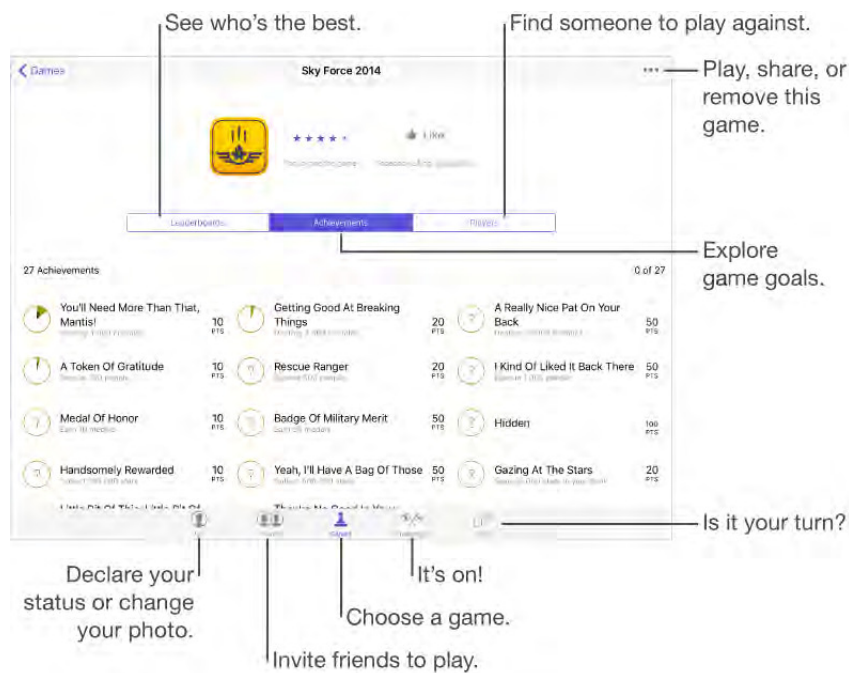 See who's the best.
Find someone to play against.
Games
Sky Force 2014
Play, share, or
remove this
game.
Like
Leaderboards
Achievements
Players
Explore
game goals.
27 Achievements
0 of 27
You'll Need More Than That,
Mantis!
10
PTS
Getting Good At Breaking
Things
20
PTS
A Really Nice Pat On Your
Back
50
PTS
A Token Of Gratitude
10
PTS
Rescue Ranger
20
PTS
I Kind Of Liked It Back There
50
PTS
Medal Of Honor
10
PTS
Badge Of Military Merit
50
PTS
Hidden
100
PTS
Handsomely Rewarded
10
PTS
Yeah, I'll Have A Bag Of Those
50
PTS
Gazing At The Stars
20
PTS
Is it your turn?
Declare your
status or change
your photo.
It's on!
Choose a game.
Invite friends to play.